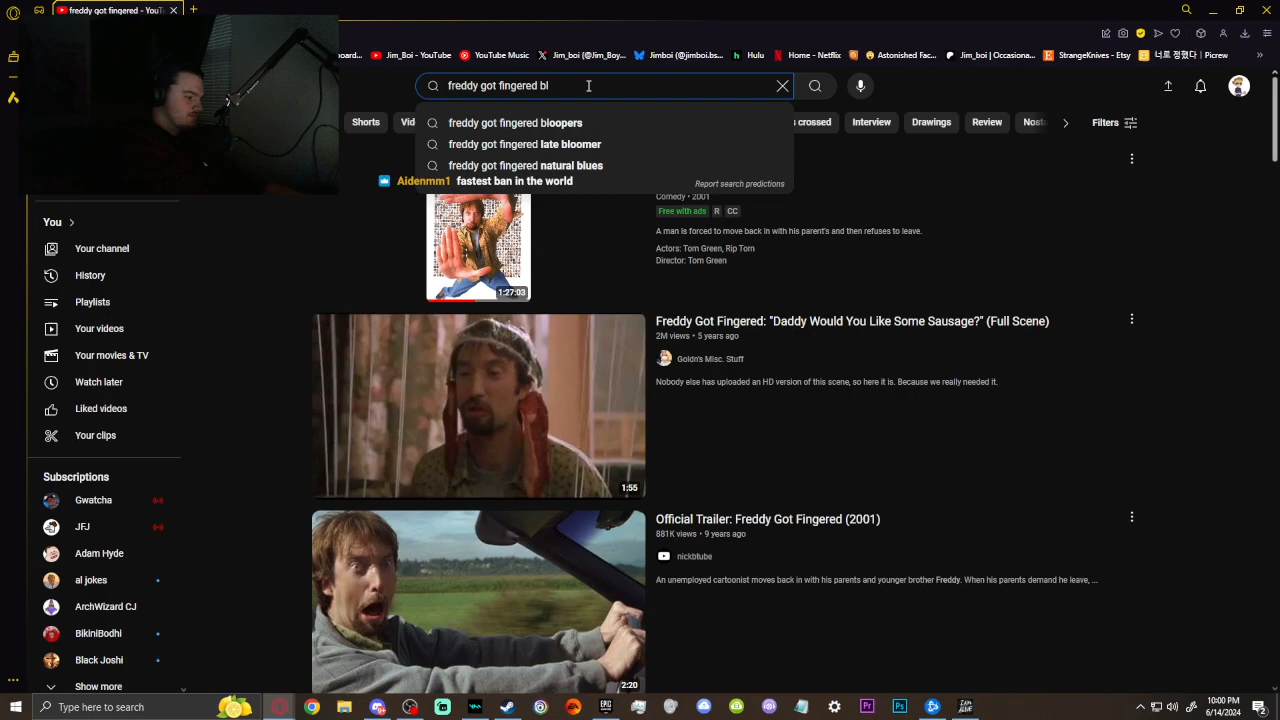 freddy got fingered - YouT
ard
Jim_Boi - YouTube
YouTube Music
Jim_Boi (@Jim_Boy...
Jimboi (@jimboi.bs...
Hulu
Home - Netflix
Astonished Fac...
Jim_boi | Occasiona...
Etsy
Helldivers
Picrew
freddy got fingered bl
Shorts
Vid
s crossed
Interview
Drawings
Review
Nost
Filters
freddy got fingered bloopers
freddy got fingered late bloomer
freddy got fingered natural blues
Aidenmm1 fastest ban in the world
Report search predictions
Comedy • 2001
Free with ads R CC
A man is forced to move back in with his parent's and then refuses to leave.
Actors: Tom Green, Rip Torn
Director: Tom Green
1:27:03
You
Your channel
History
Playlists
Your videos
Your movies & TV
Watch later
Liked videos
Your clips
Subscriptions
Gwatcha
JFJ
Adam Hyde
al jokes
ArchWizard CJ
BikiniBodhi
Black Joshi
Show more
Freddy Got Fingered: "Daddy Would You Like Some Sausage?" (Full Scene)
2M views • 5 years ago
Goldn's Misc. Stuff
Nobody else has uploaded an HD version of this scene, so here it is. Because we really needed it.
1:55
Official Trailer: Freddy Got Fingered (2001)
881K views • 9 years ago
nickbtube
An unemployed cartoonist moves back in with his parents and younger brother Freddy. When his parents demand he leave, ...
2:20
Type here to search
EPIC
Pr
Ps
10:00 PM
6/14/2024
2